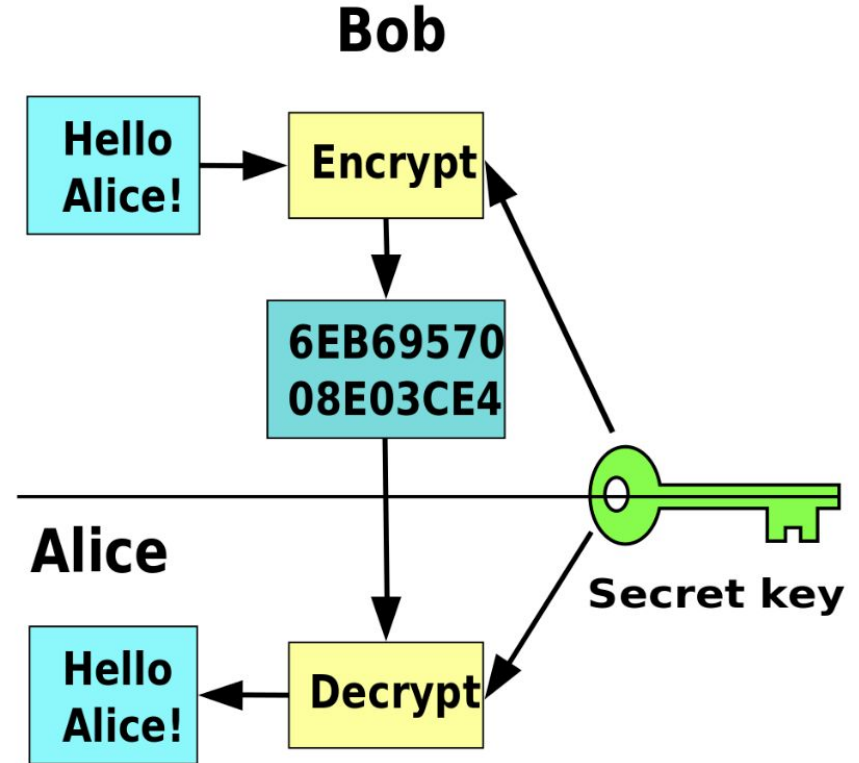 Bob
Hello
Alice!
Encrypt
6EB69570
08E03CE4
Alice
Secret key
Hello
Alice!
Decrypt